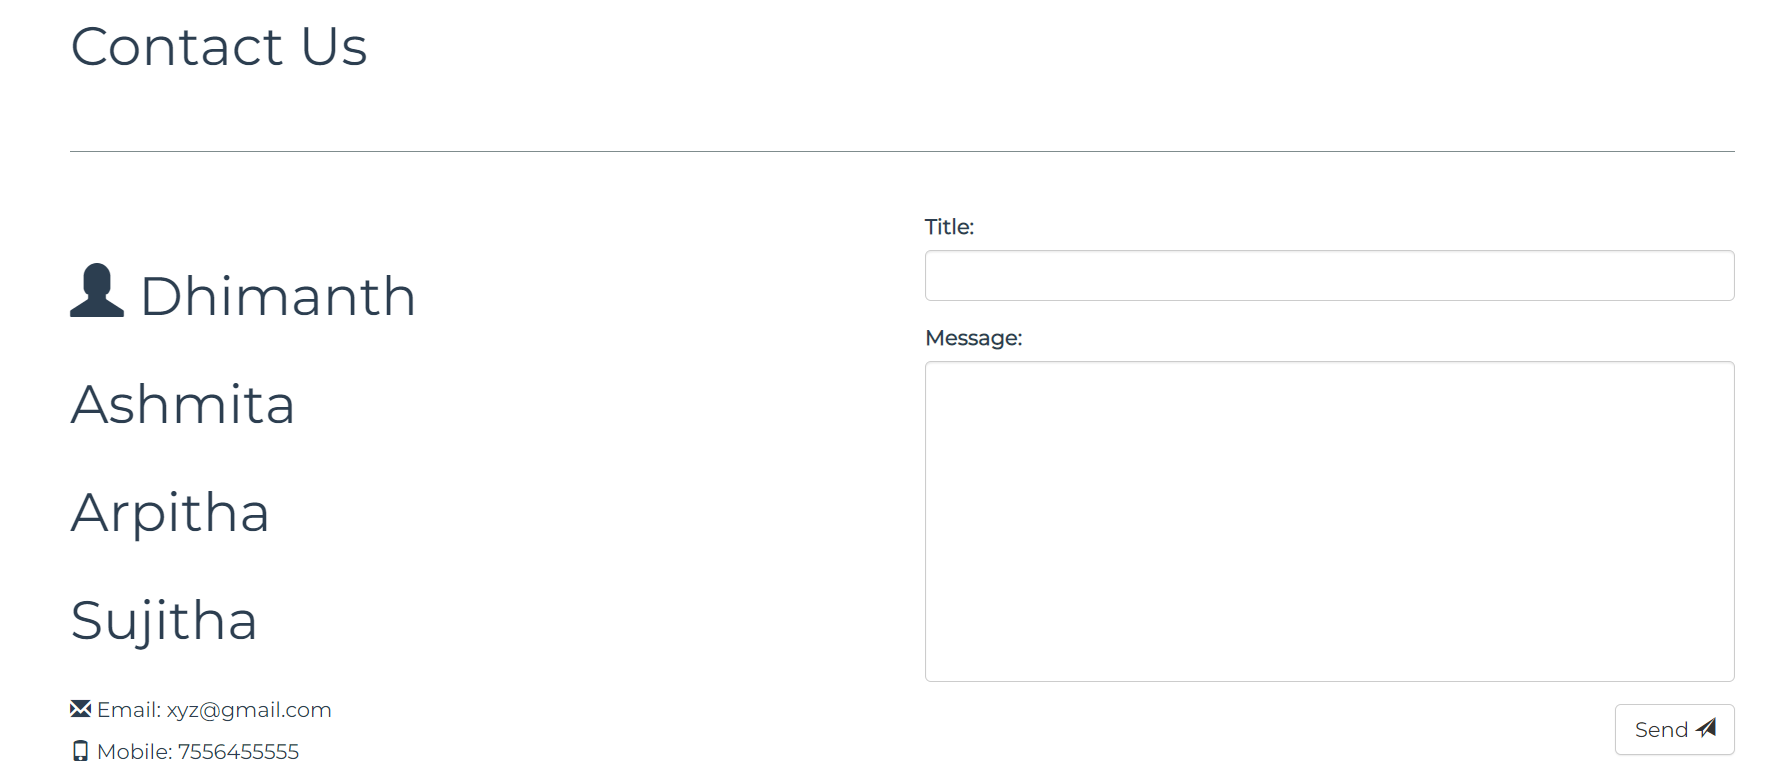 Contact Us
Dhimanth
Ashmita
Arpitha
Sujitha
Email: xyz@gmail.com
Mobile: 7556455555
Title:
Message:
Send